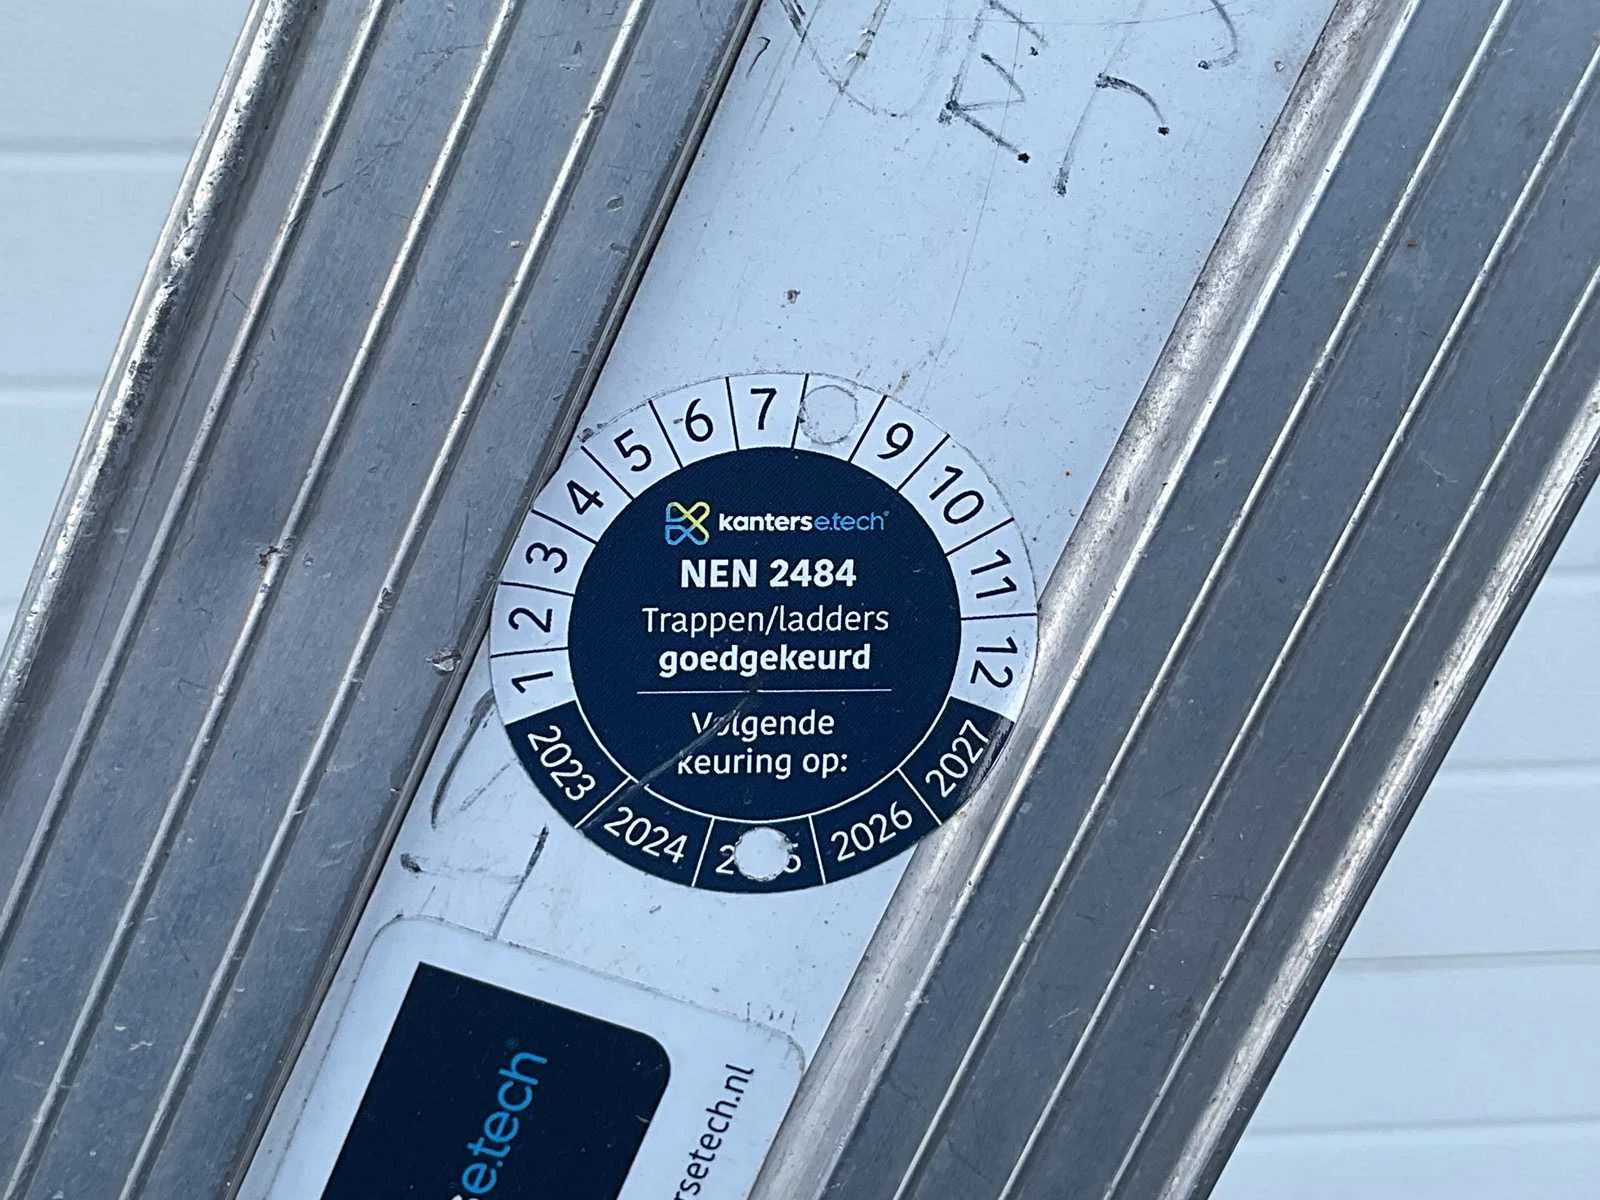 1 2 3 4 5 6 7 9 10 11 12
kanterse.tech
NEN 2484
Trappen/ladders
goedgekeurd
Volgende
keuring op:
2023 2024 2026 2027
e.tech
rsetech.nl